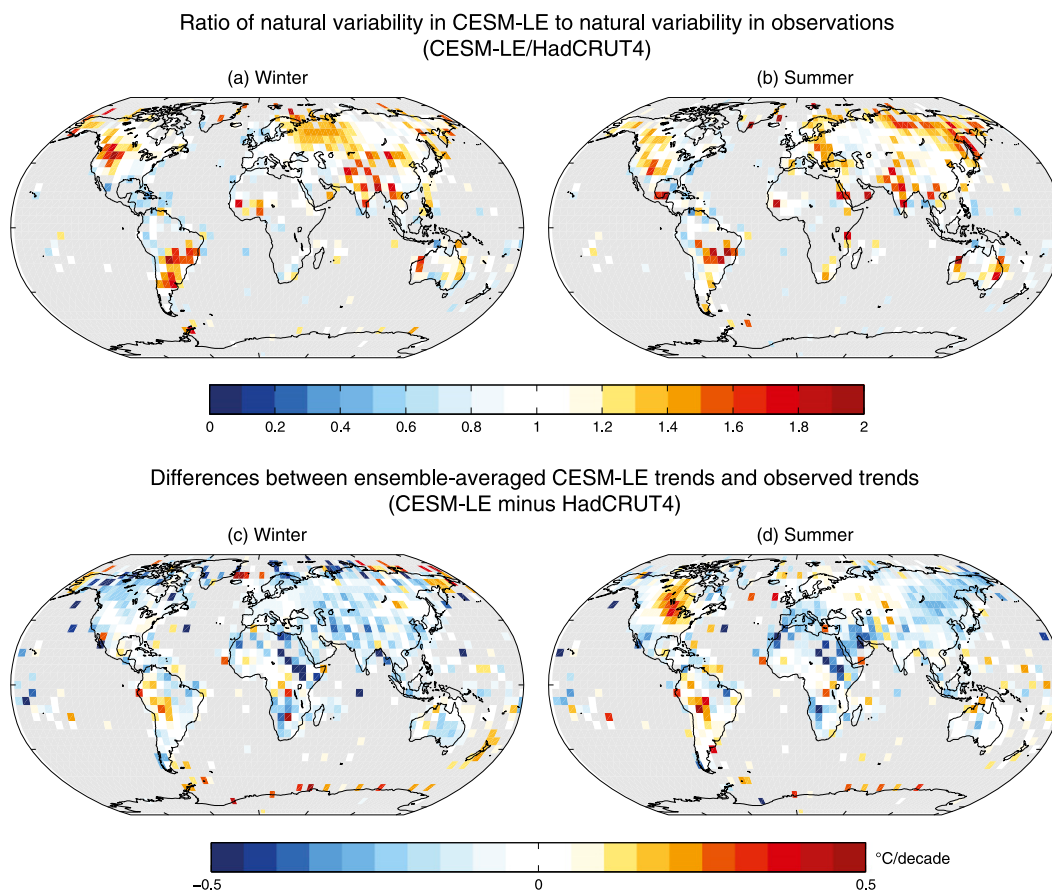 Ratio of natural variability in CESM-LE to natural variability in observations
(CESM-LE/HadCRUT4)
(a) Winter
(b) Summer
0 0.2 0.4 0.6 0.8 1 1.2 1.4 1.6 1.8 2
Differences between ensemble-averaged CESM-LE trends and observed trends
(CESM-LE minus HadCRUT4)
(c) Winter
(d) Summer
°C/decade
−0.5 0 0.5